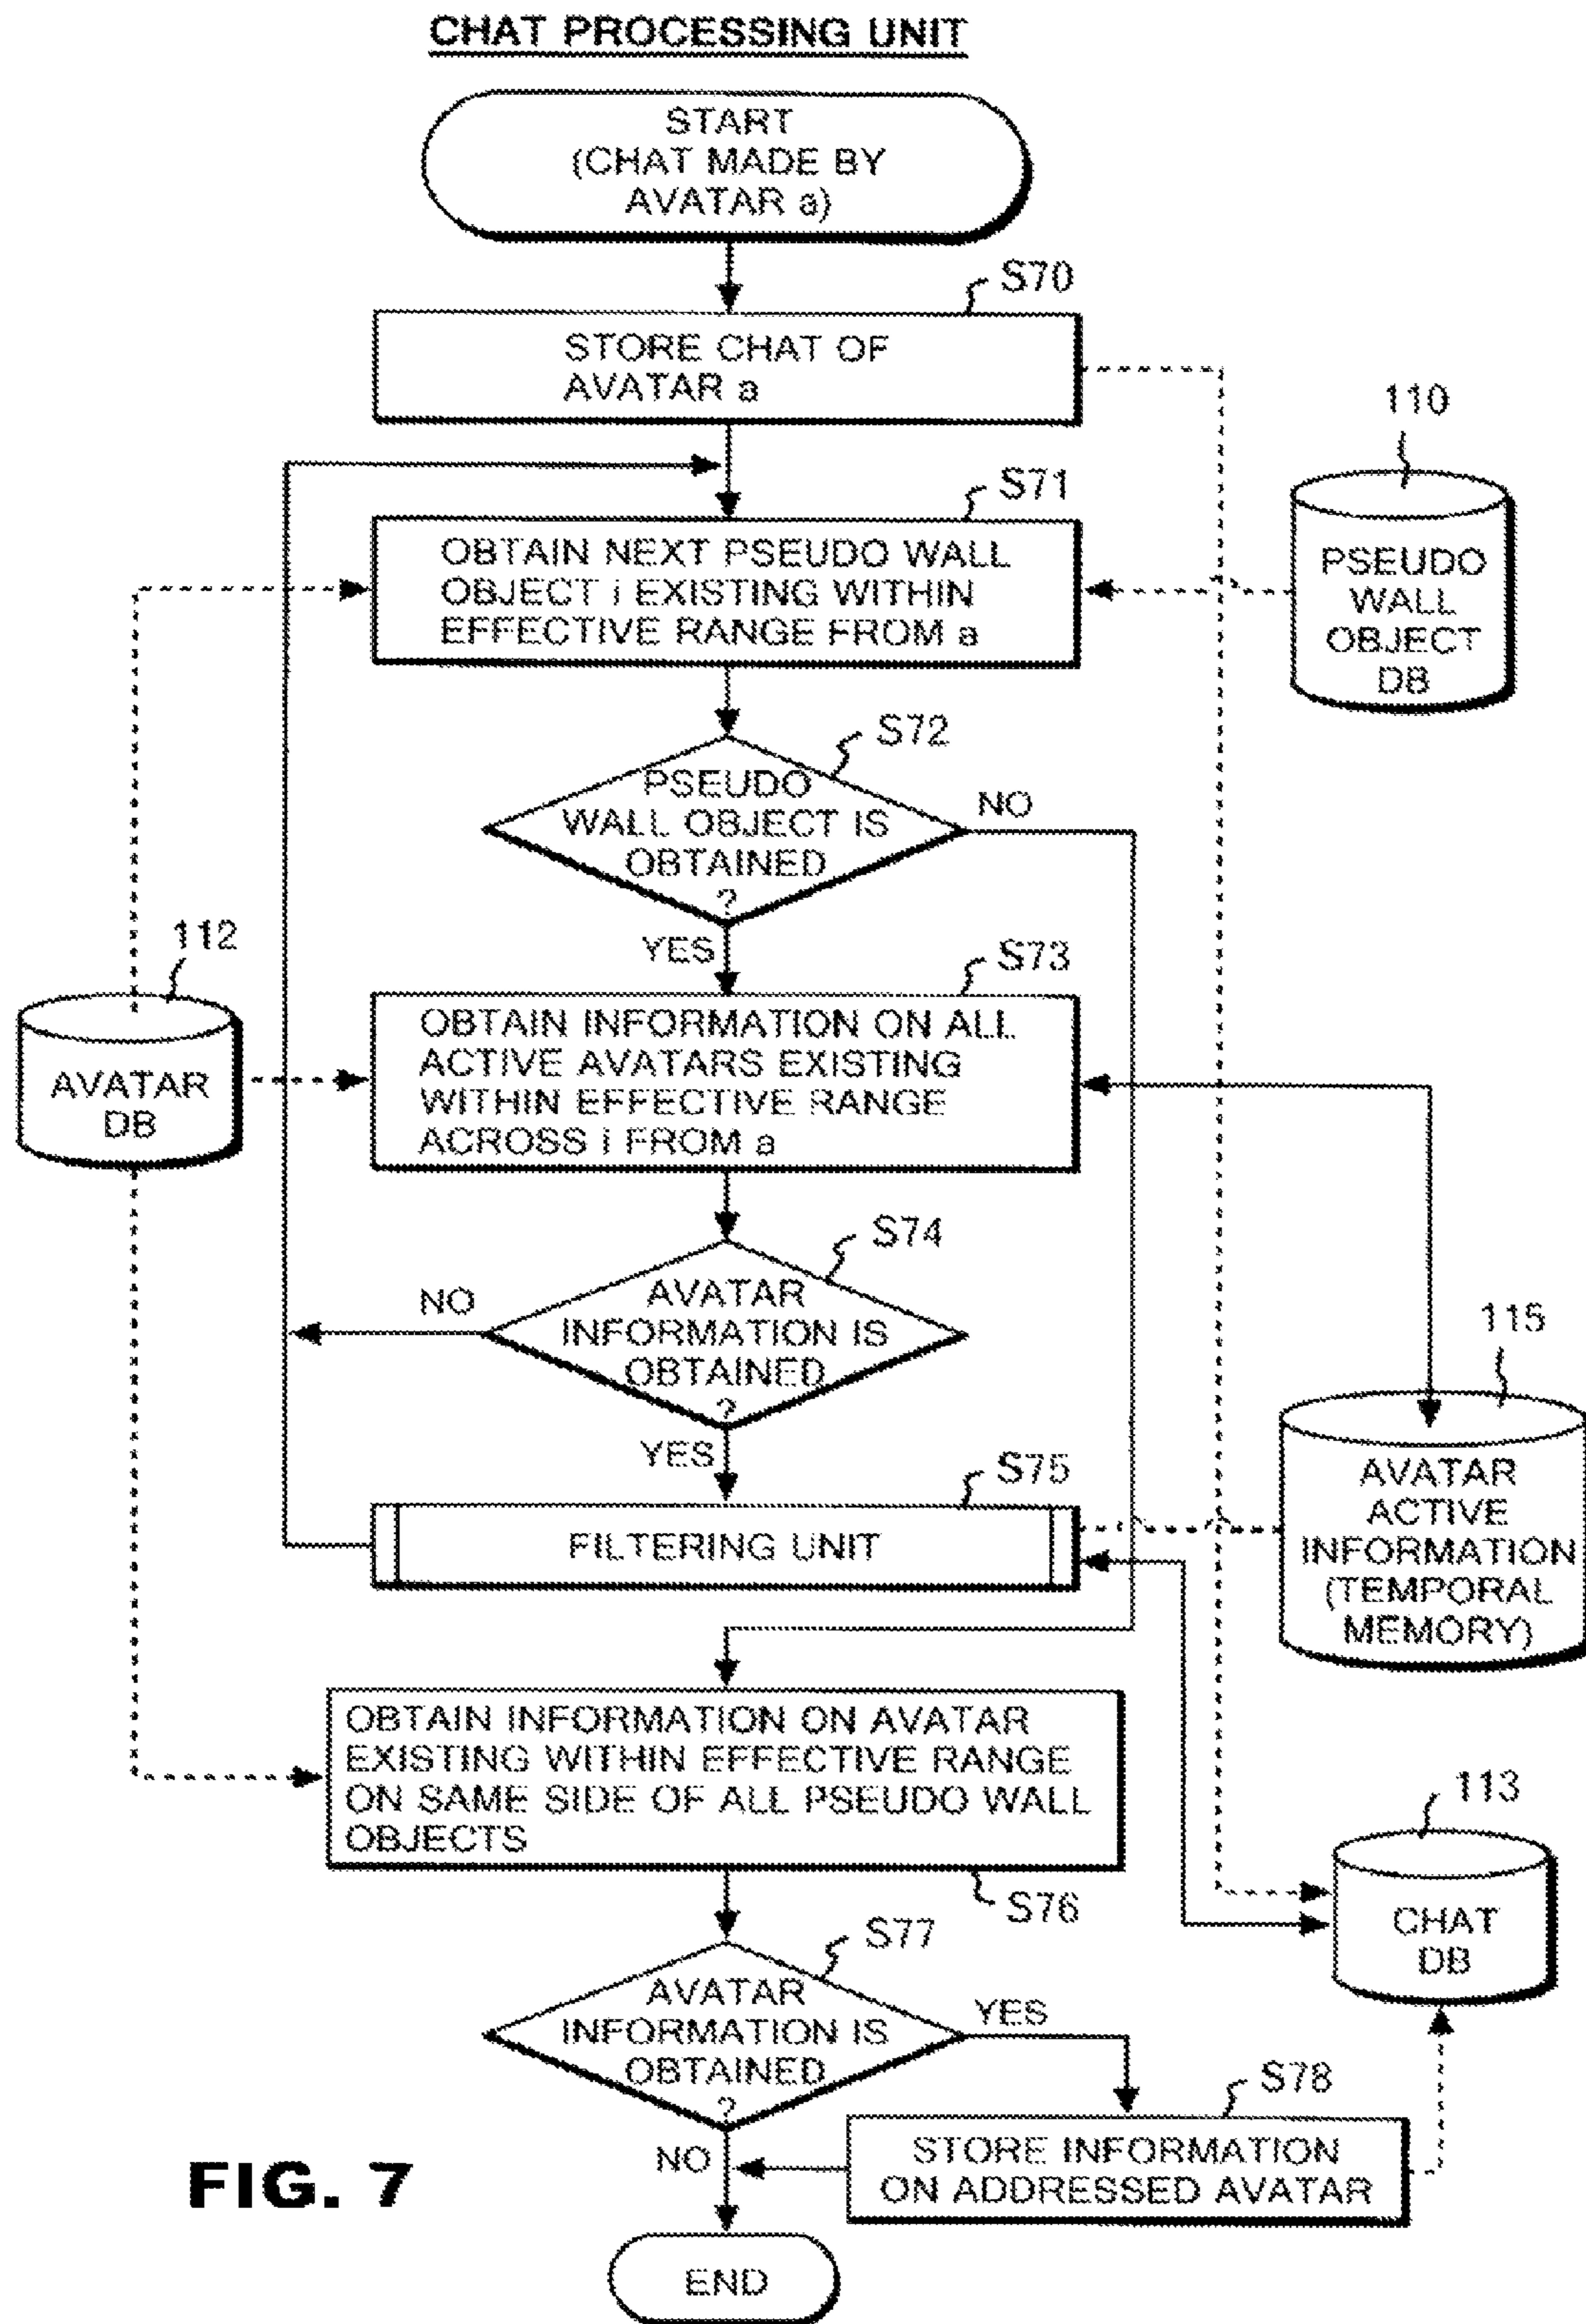 CHAT PROCESSING UNIT
START
(CHAT MADE BY
AVATAR a)
S70
STORE CHAT OF
AVATAR a
110
S71
OBTAIN NEXT PSEUDO WALL
OBJECT i EXISTING WITHIN
EFFECTIVE RANGE FROM a
PSEUDO
WALL
OBJECT
DB
S72
PSEUDO
WALL OBJECT IS
OBTAINED
?
NO
YES
112
AVATAR
DB
S73
OBTAIN INFORMATION ON ALL
ACTIVE AVATARS EXISTING
WITHIN EFFECTIVE RANGE
ACROSS i FROM a
S74
AVATAR
INFORMATION IS
OBTAINED
?
NO
YES
115
AVATAR
ACTIVE
INFORMATION
(TEMPORAL
MEMORY)
S75
FILTERING UNIT
OBTAIN INFORMATION ON AVATAR
EXISTING WITHIN EFFECTIVE RANGE
ON SAME SIDE OF ALL PSEUDO WALL
OBJECTS
S76
113
CHAT
DB
S77
AVATAR
INFORMATION IS
OBTAINED
?
YES
NO
S78
STORE INFORMATION
ON ADDRESSED AVATAR
FIG. 7
END